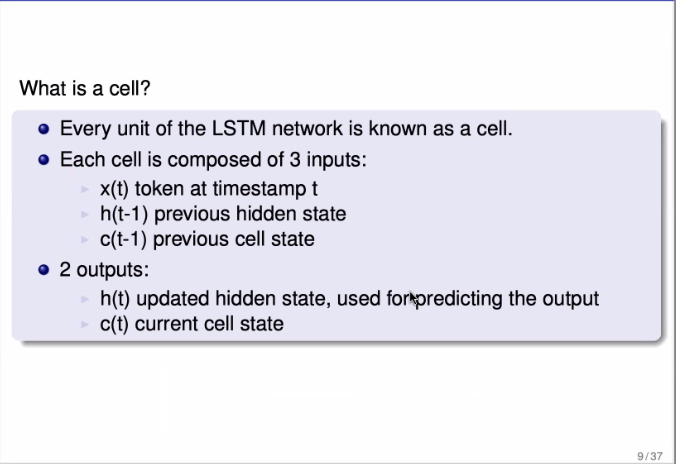 What is a cell?
Every unit of the LSTM network is known as a cell.
Each cell is composed of 3 inputs:
x(t) token at timestamp t
h(t-1) previous hidden state
c(t-1) previous cell state
2 outputs:
h(t) updated hidden state, used for predicting the output
c(t) current cell state
9/37